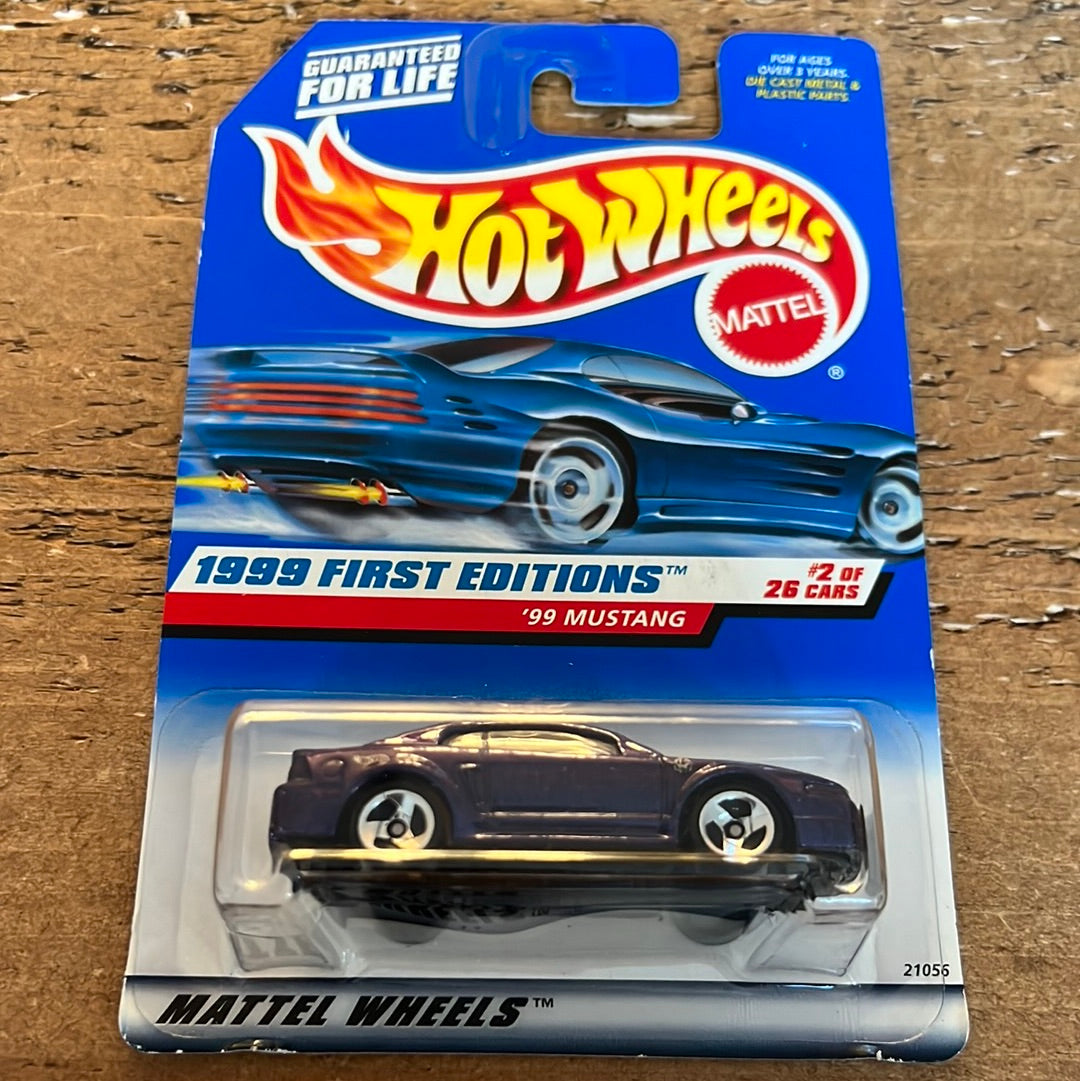 GUARANTEED
FOR LIFE
FOR AGES
OVER 3 YEARS.
DIE CAST METAL &
PLASTIC PARTS.
HOT WHEELS
MATTEL
®
1999 FIRST EDITIONS™
#2 OF
26 CARS
'99 MUSTANG
21056
MATTEL WHEELS™